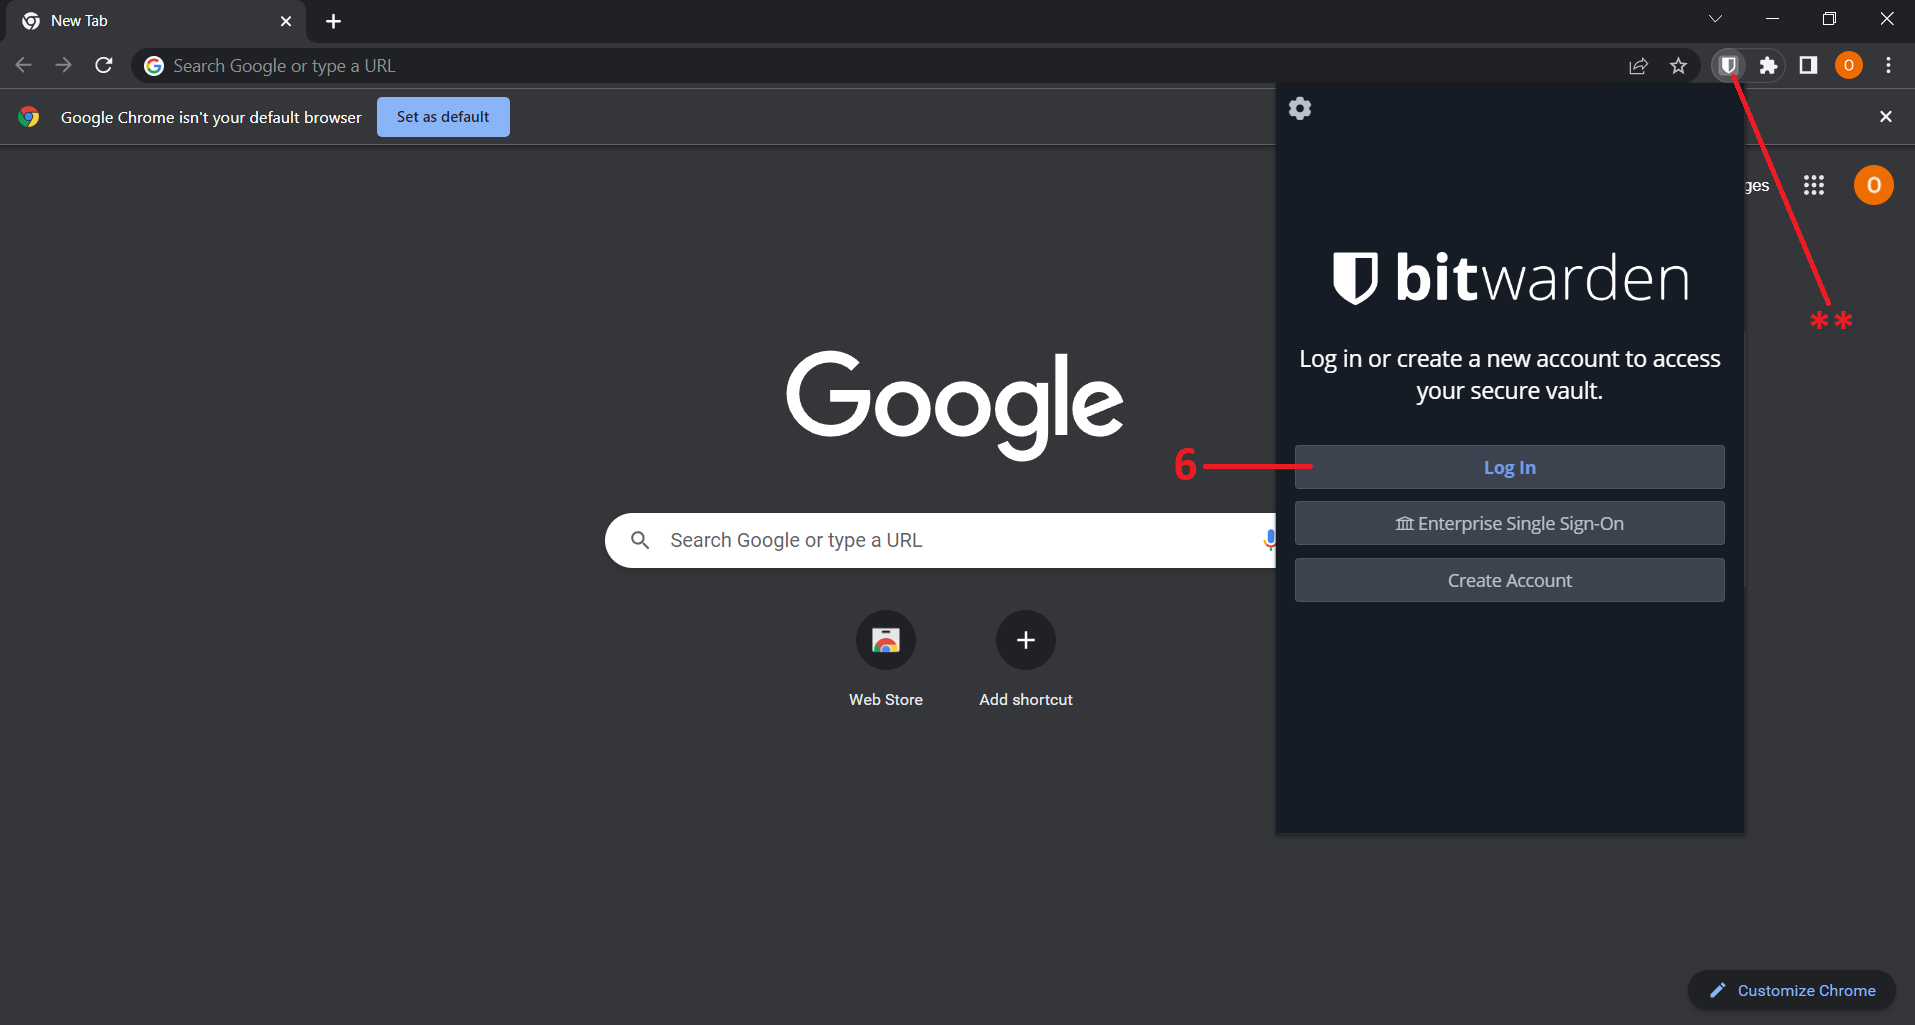 New Tab
Search Google or type a URL
O
Google Chrome isn't your default browser
Set as default
ges
O
bitwarden
**
Log in or create a new account to access
your secure vault.
Google
6
Log In
Enterprise Single Sign-On
Search Google or type a URL
Create Account
Web Store
Add shortcut
Customize Chrome